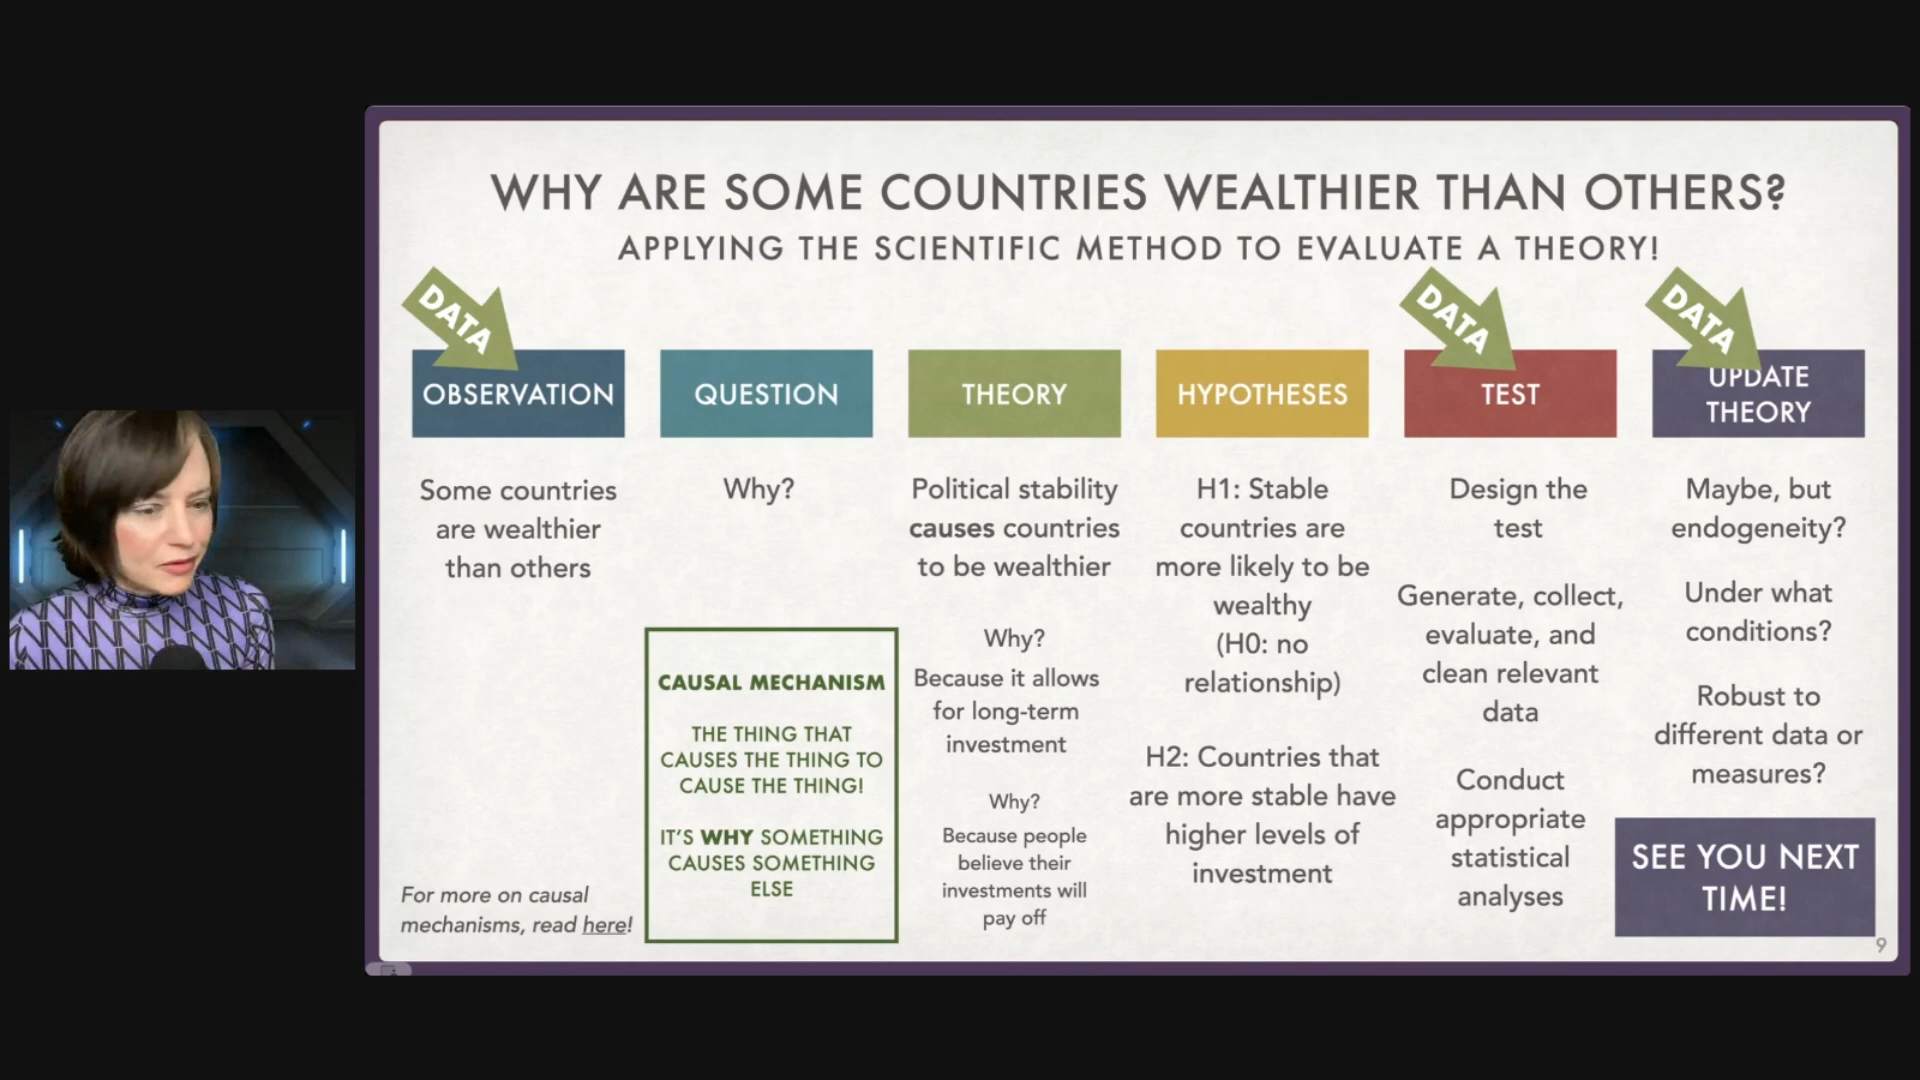 WHY ARE SOME COUNTRIES WEALTHIER THAN OTHERS?
APPLYING THE SCIENTIFIC METHOD TO EVALUATE A THEORY!
DATA
OBSERVATION
Some countries
are wealthier
than others
For more on causal
mechanisms, read here!
QUESTION
Why?
CAUSAL MECHANISM
THE THING THAT
CAUSES THE THING TO
CAUSE THE THING!
IT'S WHY SOMETHING
CAUSES SOMETHING
ELSE
THEORY
Political stability
causes countries
to be wealthier
Why?
Because it allows
for long-term
investment
Why?
Because people
believe their
investments will
pay off
HYPOTHESES
H1: Stable
countries are
more likely to be
wealthy
(H0: no
relationship)
H2: Countries that
are more stable have
higher levels of
investment
DATA
TEST
Design the
test
Generate, collect,
evaluate, and
clean relevant
data
Conduct
appropriate
statistical
analyses
DATA
UPDATE
THEORY
Maybe, but
endogeneity?
Under what
conditions?
Robust to
different data or
measures?
SEE YOU NEXT
TIME!
9